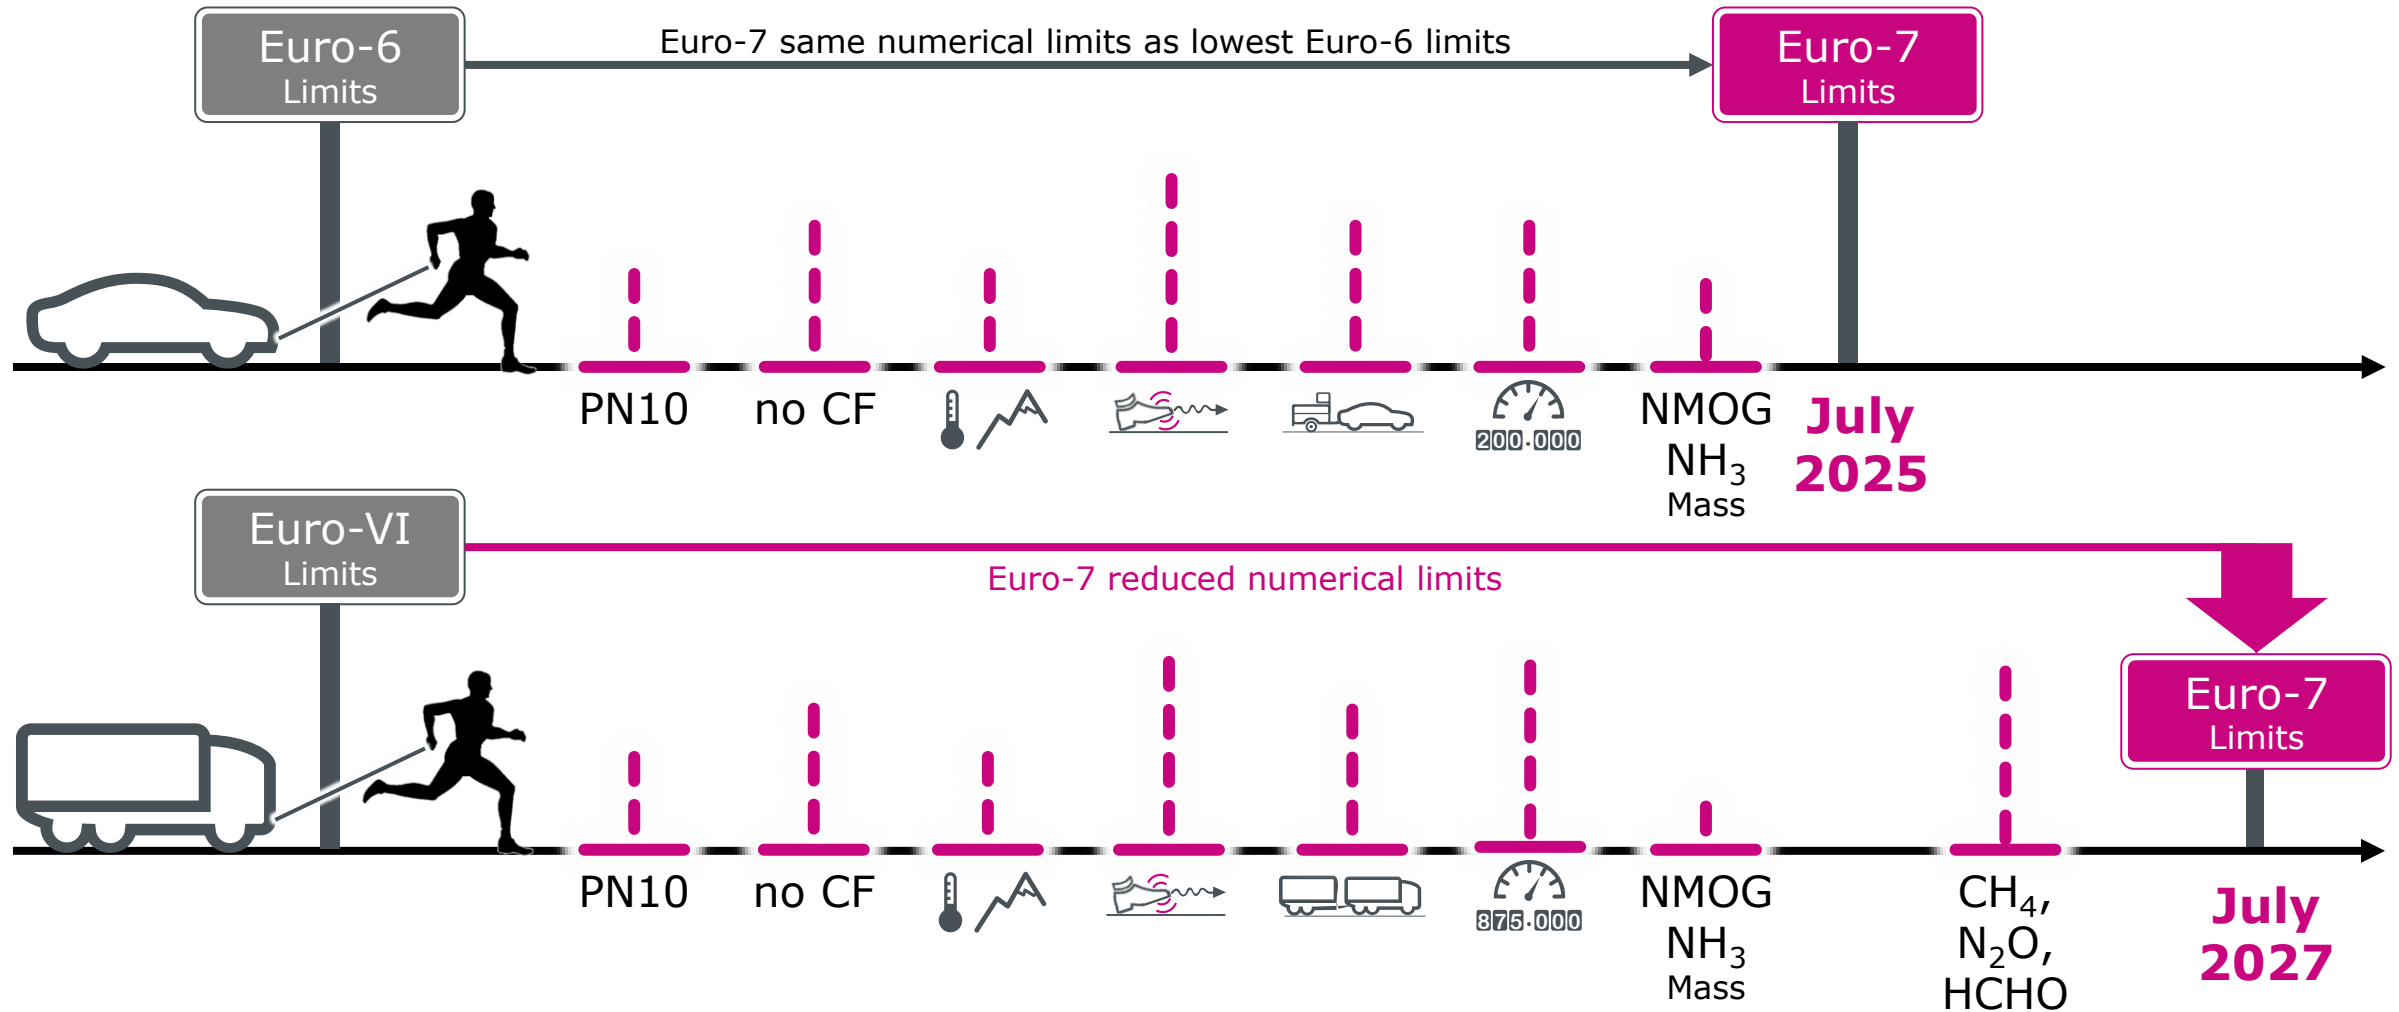 Euro-6
Limits
Euro-7 same numerical limits as lowest Euro-6 limits
Euro-7
Limits
PN10
no CF
200.000
NMOG
NH₃
Mass
July
2025
Euro-VI
Limits
Euro-7 reduced numerical limits
Euro-7
Limits
PN10
no CF
875.000
NMOG
NH₃
Mass
CH₄,
N₂O,
HCHO
July
2027